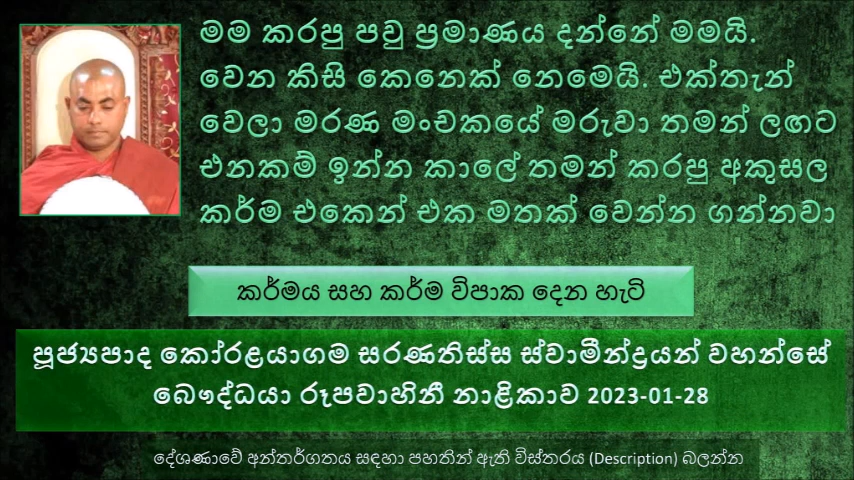 මම කරපු පවු ප්‍රමාණය දන්නේ මමයි.
වෙන කිසි කෙනෙක් නෙමෙයි. එක්තැන්
වෙලා මරණ මංචකයේ මරුවා තමන් ලඟට
එනකම් ඉන්න කාලේ තමන් කරපු අකුසල
කර්ම එකෙන් එක මතක් වෙන්න ගන්නවා
කර්මය සහ කර්ම විපාක දෙන හැටි
පූජ්‍යපාද කෝරළයාගම සරණතිස්ස ස්වාමීන්ද්‍රයන් වහන්සේ
බෞද්ධයා රූපවාහිනී නාළිකාව 2023-01-28
දේශණාවේ අන්තර්ගතය සඳහා පහතින් ඇති විස්තරය (Description) බලන්න